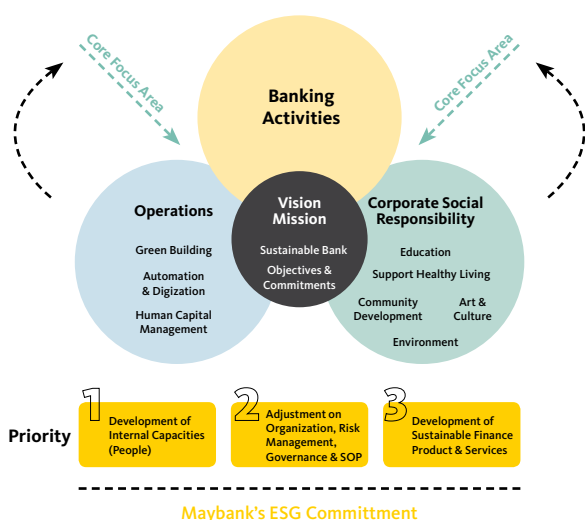 Core Focus Area
Core Focus Area
Banking
Activities
Operations
Green Building
Automation
& Digization
Human Capital
Management
Vision
Mission
Sustainable Bank
Objectives &
Commitments
Corporate Social
Responsibility
Education
Support Healthy Living
Community
Development
Art &
Culture
Environment
Priority
1
Development of
Internal Capacities
(People)
2
Adjustment on
Organization, Risk
Management,
Governance & SOP
3
Development of
Sustainable Finance
Product & Services
Maybank's ESG Committment